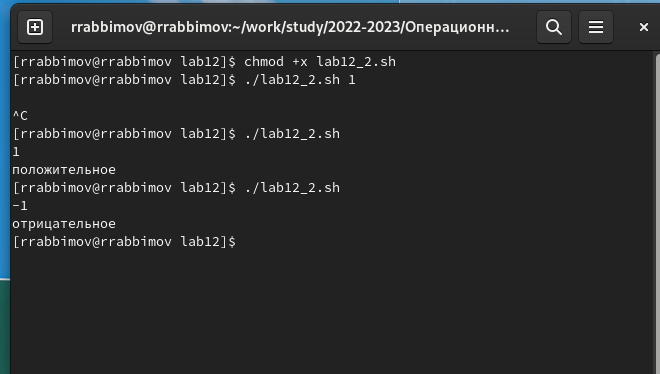 rrabbimov@rrabbimov:~/work/study/2022-2023/Операционн...
[rrabbimov@rrabbimov lab12]$ chmod +x lab12_2.sh
[rrabbimov@rrabbimov lab12]$ ./lab12_2.sh 1
^C
[rrabbimov@rrabbimov lab12]$ ./lab12_2.sh
1
положительное
[rrabbimov@rrabbimov lab12]$ ./lab12_2.sh
-1
отрицательное
[rrabbimov@rrabbimov lab12]$